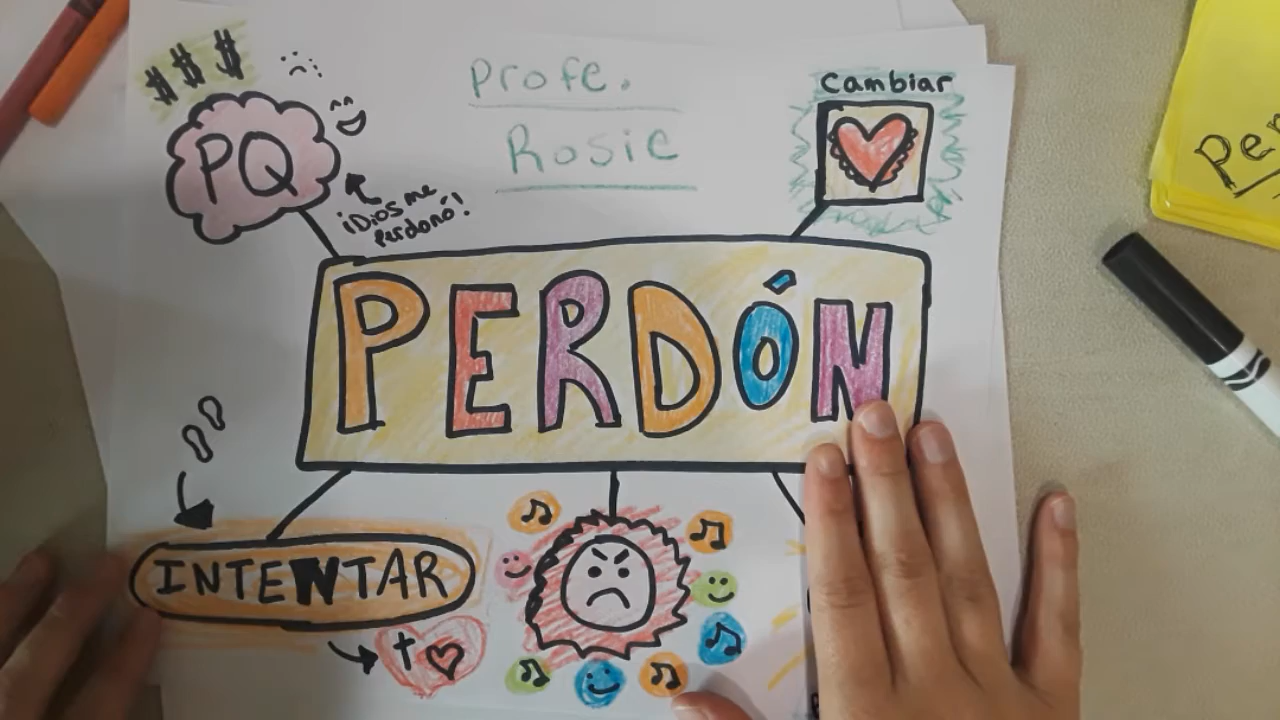 $ $ $
PQ
¡Dios me
perdonó!
Profe.
Rosie
Cambiar
PERDÓN
INTENTAR
Per